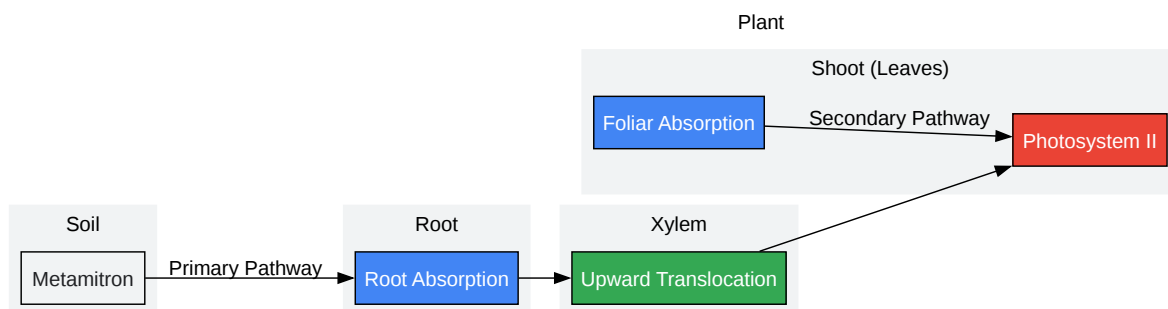 Plant
Shoot (Leaves)
Foliar Absorption
Secondary Pathway
Photosystem II
Soil
Root
Xylem
Metamitron
Primary Pathway
Root Absorption
Upward Translocation